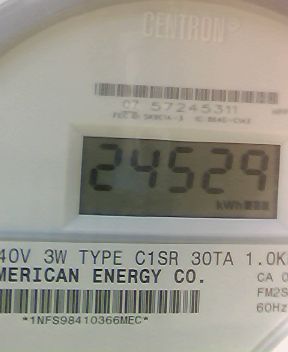 CENTRON®
07 57245311
24529
kWh
40V 3W TYPE C1SR 30TA 1.0K
MERICAN ENERGY CO.
CA 0
FM2S
60Hz
*1NFS98410366MEC*